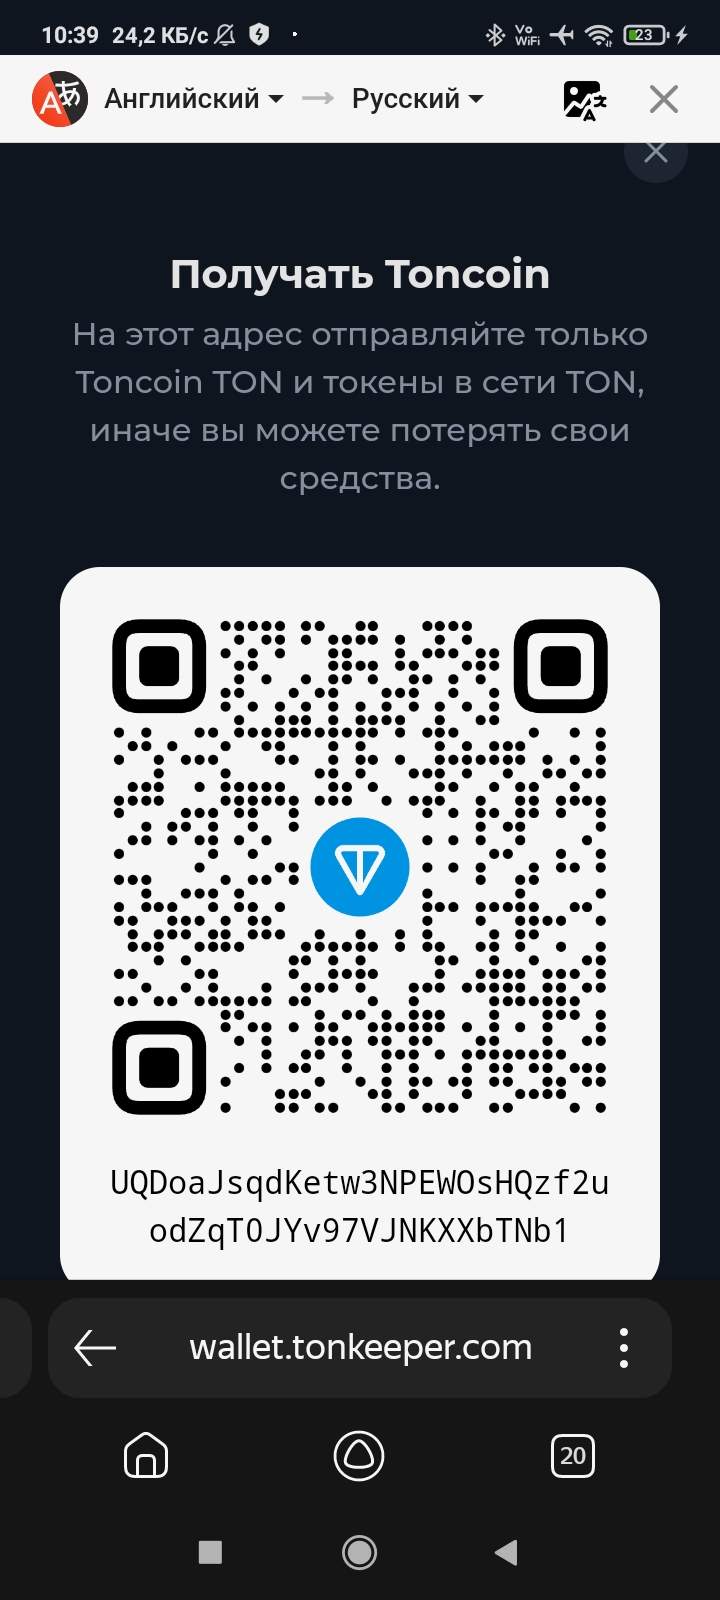 10:39 24,2 КБ/с Vo WiFi 23
Английский Русский
Получать Toncoin
На этот адрес отправляйте только
Toncoin TON и токены в сети TON,
иначе вы можете потерять свои
средства.
UQDoaJsqdKetw3NPEWOsHQzf2u
odZqT0JYv97VJNKXXbTNb1
wallet.tonkeeper.com
20